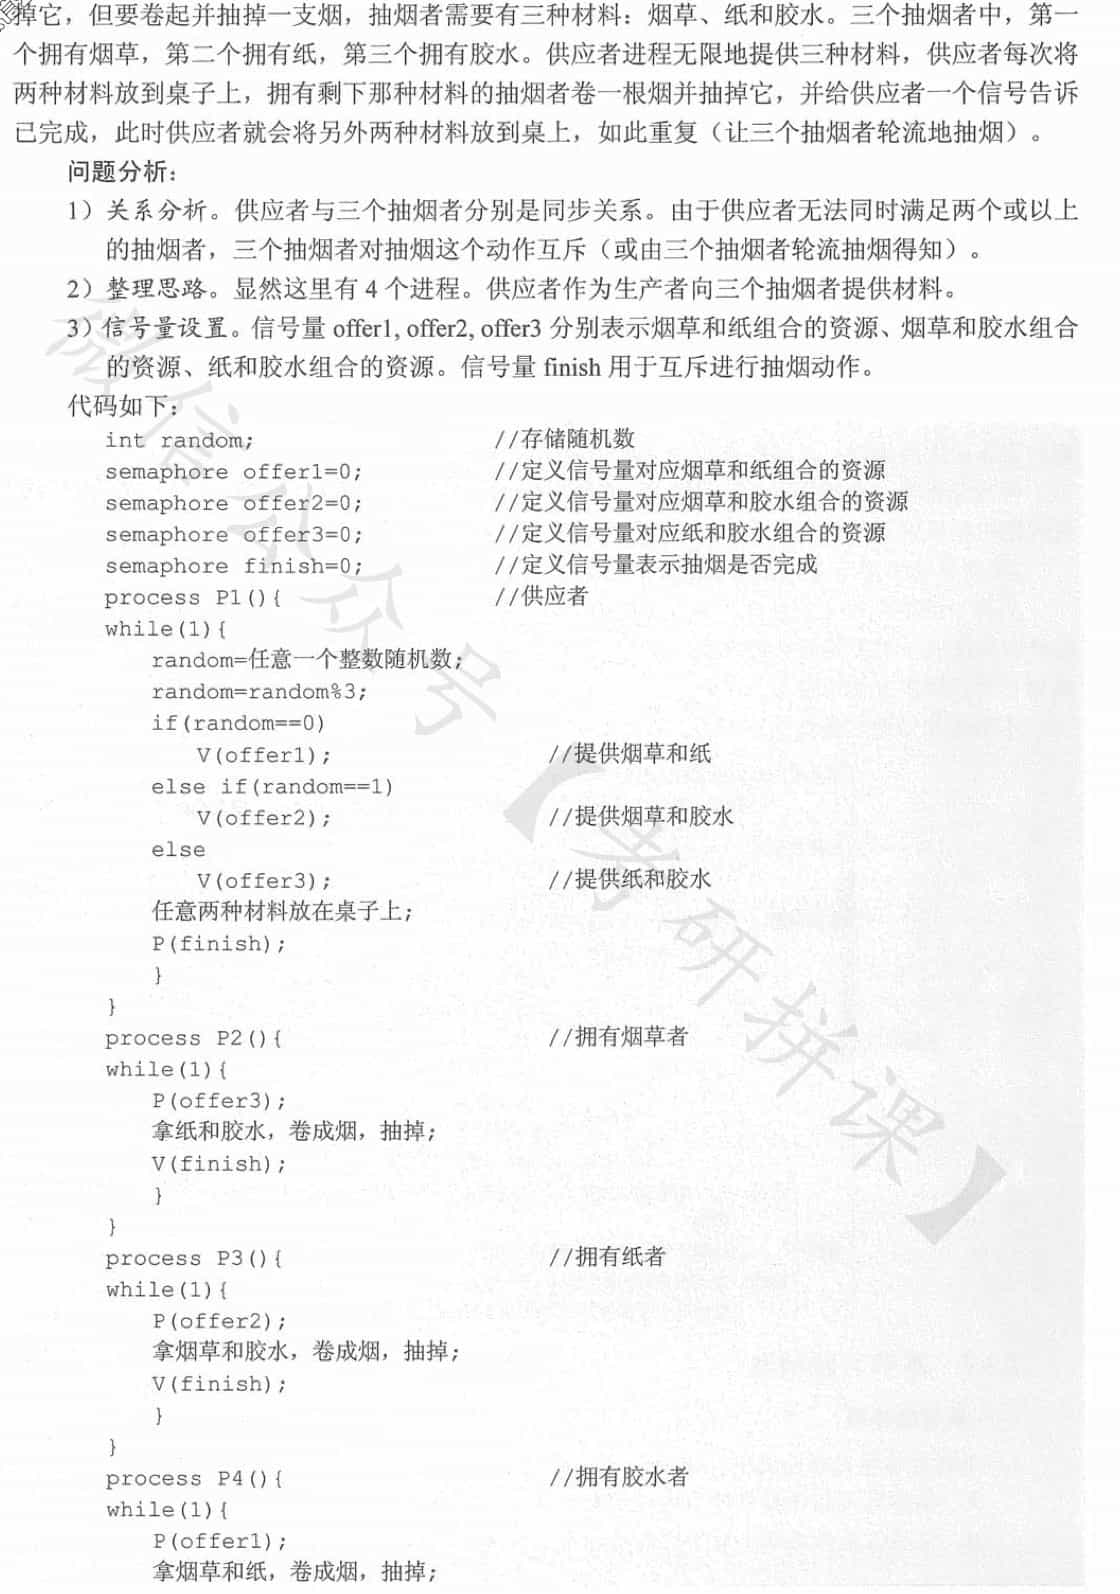 掉它，但要卷起并抽掉一支烟，抽烟者需要有三种材料：烟草、纸和胶水。三个抽烟者中，第一
个拥有烟草，第二个拥有纸，第三个拥有胶水。供应者进程无限地提供三种材料，供应者每次将
两种材料放到桌子上，拥有剩下那种材料的抽烟者卷一根烟并抽掉它，并给供应者一个信号告诉
已完成，此时供应者就会将另外两种材料放到桌上，如此重复（让三个抽烟者轮流地抽烟）。
问题分析：
1）关系分析。供应者与三个抽烟者分别是同步关系。由于供应者无法同时满足两个或以上
的抽烟者，三个抽烟者对抽烟这个动作互斥（或由三个抽烟者轮流抽烟得知）。
2）整理思路。显然这里有 4 个进程。供应者作为生产者向三个抽烟者提供材料。
3）信号量设置。信号量 offer1, offer2, offer3 分别表示烟草和纸组合的资源、烟草和胶水组合
的资源、纸和胶水组合的资源。信号量 finish 用于互斥进行抽烟动作。
代码如下：
int random; //存储随机数
semaphore offer1=0; //定义信号量对应烟草和纸组合的资源
semaphore offer2=0; //定义信号量对应烟草和胶水组合的资源
semaphore offer3=0; //定义信号量对应纸和胶水组合的资源
semaphore finish=0; //定义信号量表示抽烟是否完成
process P1(){ //供应者
while(1){
random=任意一个整数随机数;
random=random%3;
if(random==0)
V(offer1); //提供烟草和纸
else if(random==1)
V(offer2); //提供烟草和胶水
else
V(offer3); //提供纸和胶水
任意两种材料放在桌子上;
P(finish);
}
}
process P2(){ //拥有烟草者
while(1){
P(offer3);
拿纸和胶水，卷成烟，抽掉;
V(finish);
}
}
process P3(){ //拥有纸者
while(1){
P(offer2);
拿烟草和胶水，卷成烟，抽掉;
V(finish);
}
}
process P4(){ //拥有胶水者
while(1){
P(offer1);
拿烟草和纸，卷成烟，抽掉;
微信公众号【考研拼课】